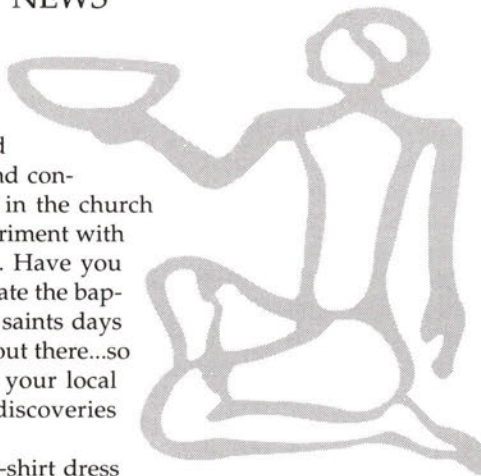 NEWS
d
nd con-
in the church
riment with
. Have you
ate the bap-
saints days
out there...so
your local
discoveries
-shirt dress